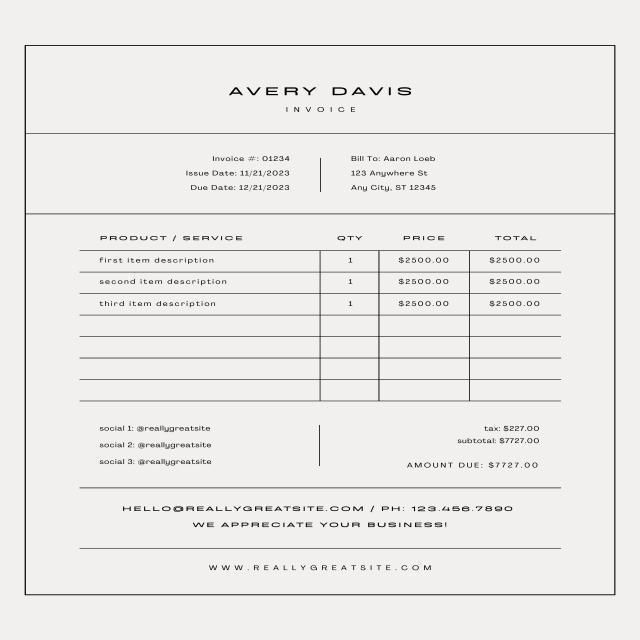 AVERY DAVIS
INVOICE
Invoice #: 01234
Issue Date: 11/21/2023
Due Date: 12/21/2023
Bill To: Aaron Loeb
123 Anywhere St
Any City, ST 12345
PRODUCT / SERVICE QTY PRICE TOTAL
first item description 1 $2500.00 $2500.00
second item description 1 $2500.00 $2500.00
third item description 1 $2500.00 $2500.00
social 1: @reallygreatsite
social 2: @reallygreatsite
social 3: @reallygreatsite
tax: $227.00
subtotal: $7727.00
AMOUNT DUE: $7727.00
HELLO@REALLYGREATSITE.COM / PH: 123.456.7890
WE APPRECIATE YOUR BUSINESS!
WWW.REALLYGREATSITE.COM